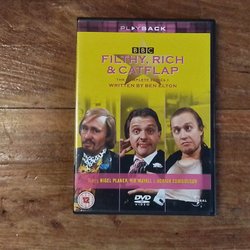 PLAYBACK
BBC
FILTHY, RICH
& CATFLAP
THE COMPLETE SERIES
WRITTEN BY BEN ELTON
NIGEL PLANER, RIK MAYALL & ADRIAN EDMONDSON
12
DVD
VIDEO